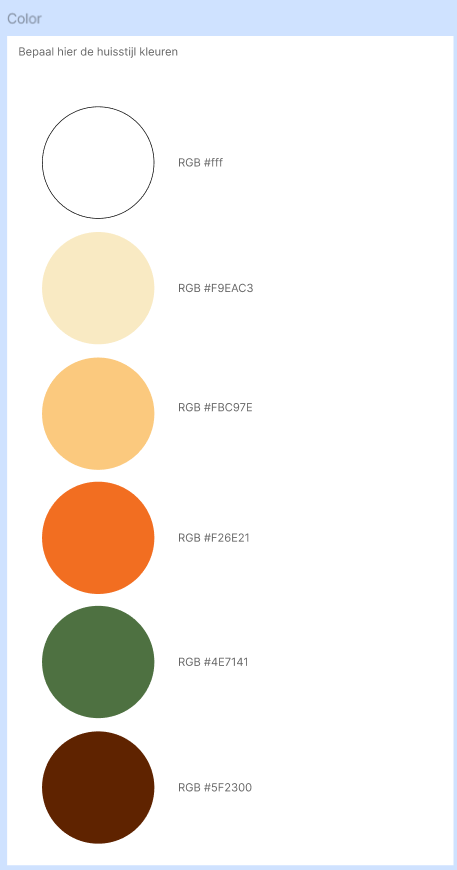 Color
Bepaal hier de huisstijl kleuren
RGB #fff
RGB #F9EAC3
RGB #FBC97E
RGB #F26E21
RGB #4E7141
RGB #5F2300